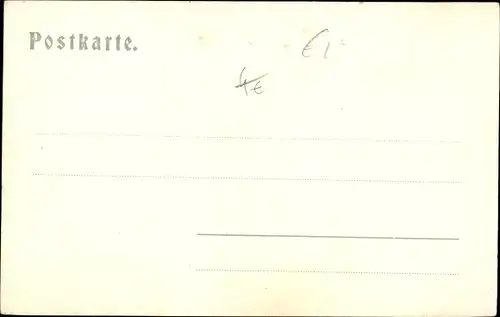 Postkarte.
€1
4€